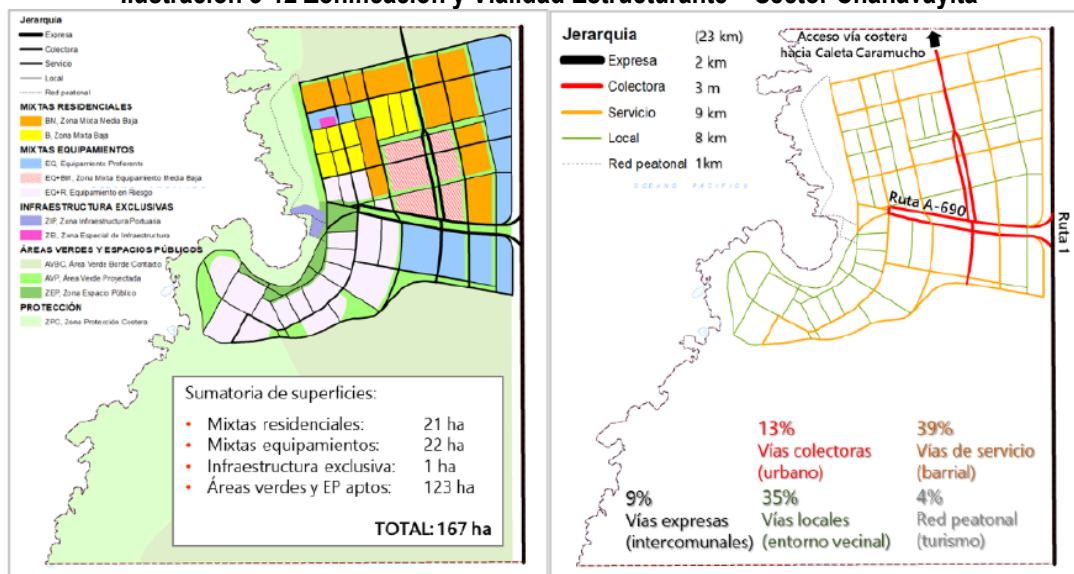 Ilustración 5-12 Zonificación y Vialidad Estructurante – Sector Chanavayita
Jerarquia
Expresa
Colectora
Servicio
Local
Red peatonal
MIXTAS RESIDENCIALES
BN, Zona Mixta Media Baja
B, Zona Mixta Baja
MIXTAS EQUIPAMIENTOS
EQ, Equipamiento Preferente
EQ+BM, Zona Mixta Equipamiento Media Baja
EQ+R, Equipamiento en Riesgo
INFRAESTRUCTURA EXCLUSIVAS
ZIP, Zona Infraestructura Portuaria
ZEI, Zona Especial de Infraestructura
ÁREAS VERDES Y ESPACIOS PÚBLICOS
AVBC, Área Verde Borde Costado
AVP, Área Verde Proyectada
ZEP, Zona Espacio Público
PROTECCIÓN
ZPC, Zona Protección Costera
Sumatoria de superficies:
• Mixtas residenciales: 21 ha
• Mixtas equipamientos: 22 ha
• Infraestructura exclusiva: 1 ha
• Áreas verdes y EP aptos: 123 ha
TOTAL: 167 ha
Jerarquia (23 km)
Expresa 2 km
Colectora 3 m
Servicio 9 km
Local 8 km
Red peatonal 1km
OCEANO PACIFICO
Acceso vía costera
hacia Caleta Caramucho
Ruta A-690
Ruta 1
13%
Vías colectoras
(urbano)
39%
Vías de servicio
(barrial)
9%
Vías expresas
(intercomunales)
35%
Vías locales
(entorno vecinal)
4%
Red peatonal
(turismo)